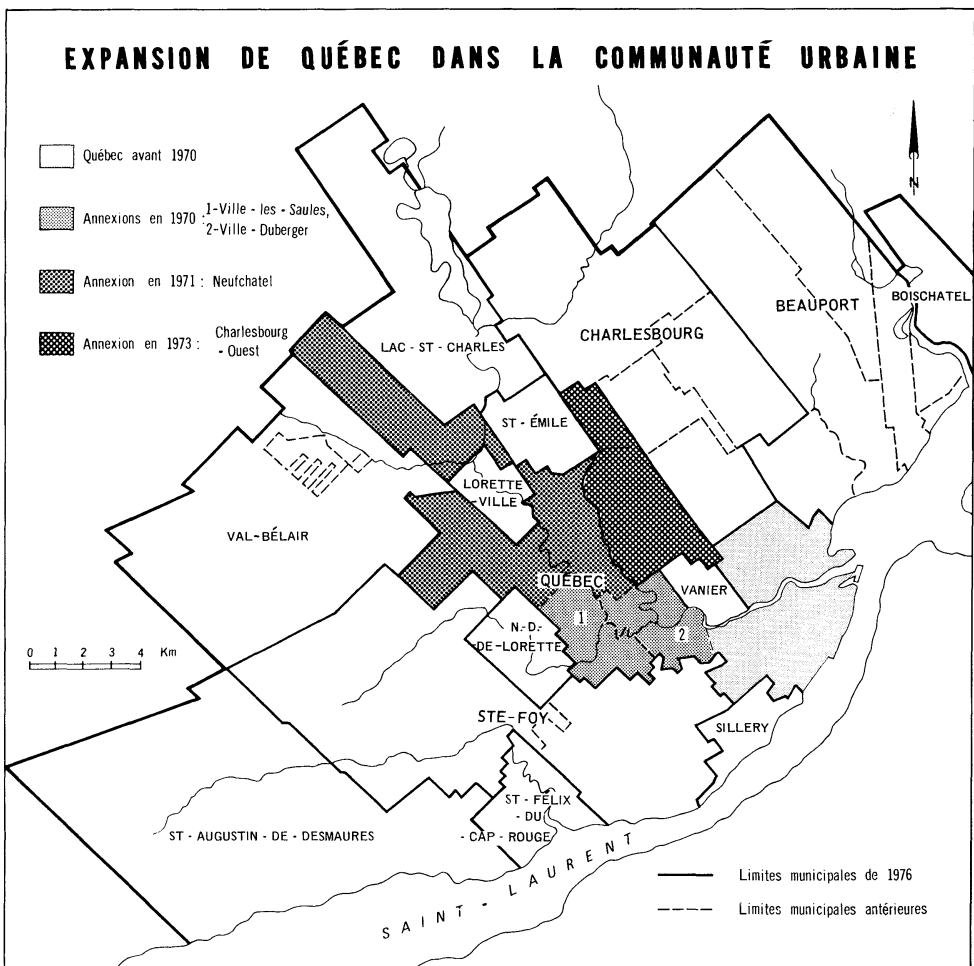 EXPANSION DE QUÉBEC DANS LA COMMUNAUTÉ URBAINE
Québec avant 1970
Annexions en 1970 : 1-Ville-les-Saules,
2-Ville-Duberger
Annexion en 1971 : Neufchatel
Annexion en 1973 : Charlesbourg
-Ouest
N
BOISCHATEL
BEAUPORT
CHARLESBOURG
LAC-ST-CHARLES
ST-ÉMILE
LORETTE
-VILLE
VAL-BÉLAIR
QUÉBEC
VANIER
1
2
N.-D.-
-DE-LORETTE
0 1 2 3 4 Km
STE-FOY
SILLERY
ST-FÉLIX
-DU
-CAP-ROUGE
ST-AUGUSTIN-DE-DESMAURES
SAINT-LAURENT
Limites municipales de 1976
Limites municipales antérieures